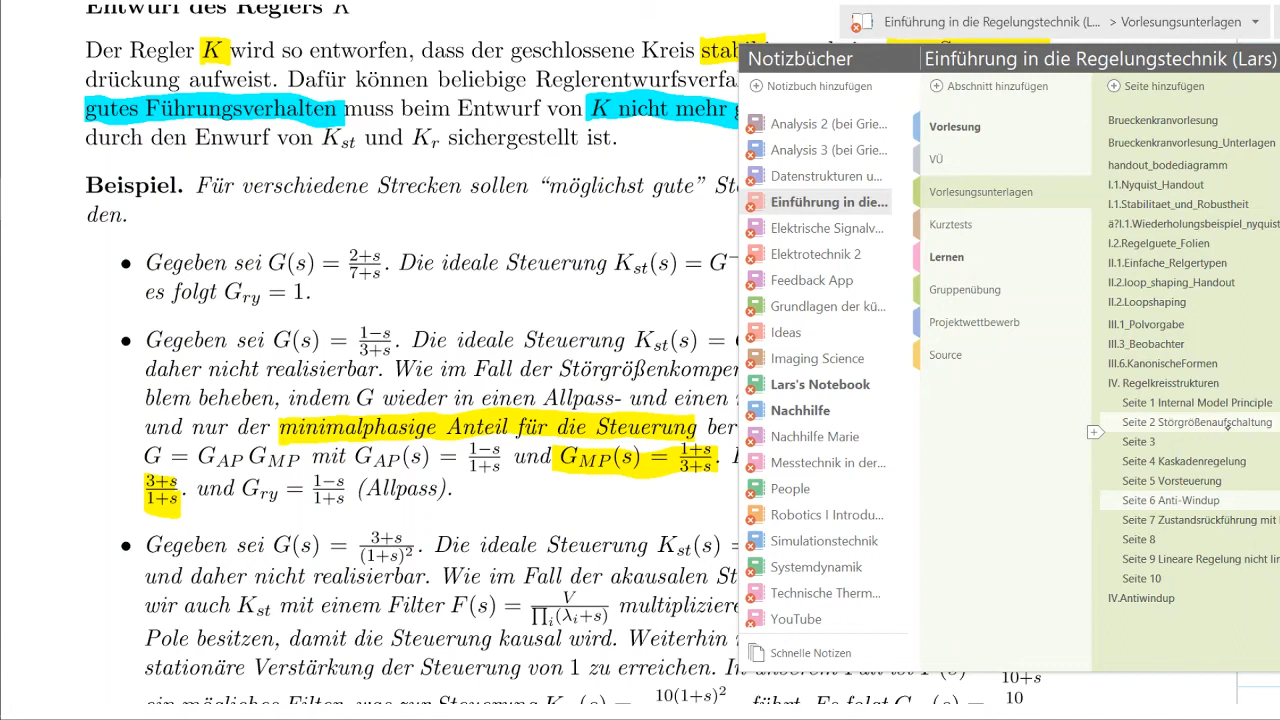 Entwurf des Reglers K
Der Regler K wird so entworfen, dass der geschlossene Kreis
drückung aufweist. Dafür können beliebige Reglerentwurfsverfa
gutes Führungsverhalten muss beim Entwurf von K nicht mehr
durch den Enwurf von K_st und K_r sichergestellt ist.
Beispiel. Für verschiedene Strecken sollen “möglichst gute” Ste
den.
• Gegeben sei G(s) = (2+s)/(7+s). Die ideale Steuerung K_st(s) = G⁻
es folgt G_ry = 1.
• Gegeben sei G(s) = (1−s)/(3+s). Die ideale Steuerung K_st(s) =
daher nicht realisierbar. Wie im Fall der Störgrößenkompen
blem beheben, indem G wieder in einen Allpass- und einen
und nur der minimalphasige Anteil für die Steuerung ber
G = G_AP G_MP mit G_AP(s) = (1−s)/(1+s) und G_MP(s) = (1+s)/(3+s).
(3+s)/(1+s). und G_ry = (1−s)/(1+s) (Allpass).
• Gegeben sei G(s) = (3+s)/(1+s)². Die ideale Steuerung K_st(s) =
und daher nicht realisierbar. Wie im Fall der akausalen St
wir auch K_st mit einem Filter F(s) = V/∏_i(λ_i+s) multipliziere
Pole besitzen, damit die Steuerung kausal wird. Weiterhin
stationäre Verstärkung der Steuerung von 1 zu erreichen. In
10+s
10(1+s)²
10
Einführung in die Regelungstechnik (L... > Vorlesungsunterlagen
Notizbücher
Notizbuch hinzufügen
Analysis 2 (bei Grie...
Analysis 3 (bei Grie...
Datenstrukturen u...
Einführung in die...
Elektrische Signalv...
Elektrotechnik 2
Feedback App
Grundlagen der kü...
Ideas
Imaging Science
Lars's Notebook
Nachhilfe
Nachhilfe Marie
Messtechnik in der...
People
Robotics I Introdu...
Simulationstechnik
Systemdynamik
Technische Therm...
YouTube
Schnelle Notizen
Einführung in die Regelungstechnik (Lars)
Abschnitt hinzufügen
Vorlesung
VÜ
Vorlesungsunterlagen
Kurztests
Lernen
Gruppenübung
Projektwettbewerb
Source
Seite hinzufügen
Brueckenkranvorlesung
Brueckenkranvorlesung_Unterlagen
handout_bodediagramm
I.1.Nyquist_Handout
I.1.Stabilitaet_und_Robustheit
ä?I.1.Wiederholungsbeispiel_nyquist
I.2.Regelguete_Folien
II.1.Einfache_Relgertypen
II.2.loop_shaping_Handout
II.2.Loopshaping
III.1_Polvorgabe
III.3_Beobachter
III.6.KanonischeFormen
IV. Regelkreisstrukturen
Seite 1 Internal Model Principle
Seite 2 Störgrößenaufschaltung
Seite 3
Seite 4 Kaskadenregelung
Seite 5 Vorsteuerung
Seite 6 Anti-Windup
Seite 7 Zustandsrückführung mit
Seite 8
Seite 9 Lineare Regelung nicht lin
Seite 10
IV.Antiwindup